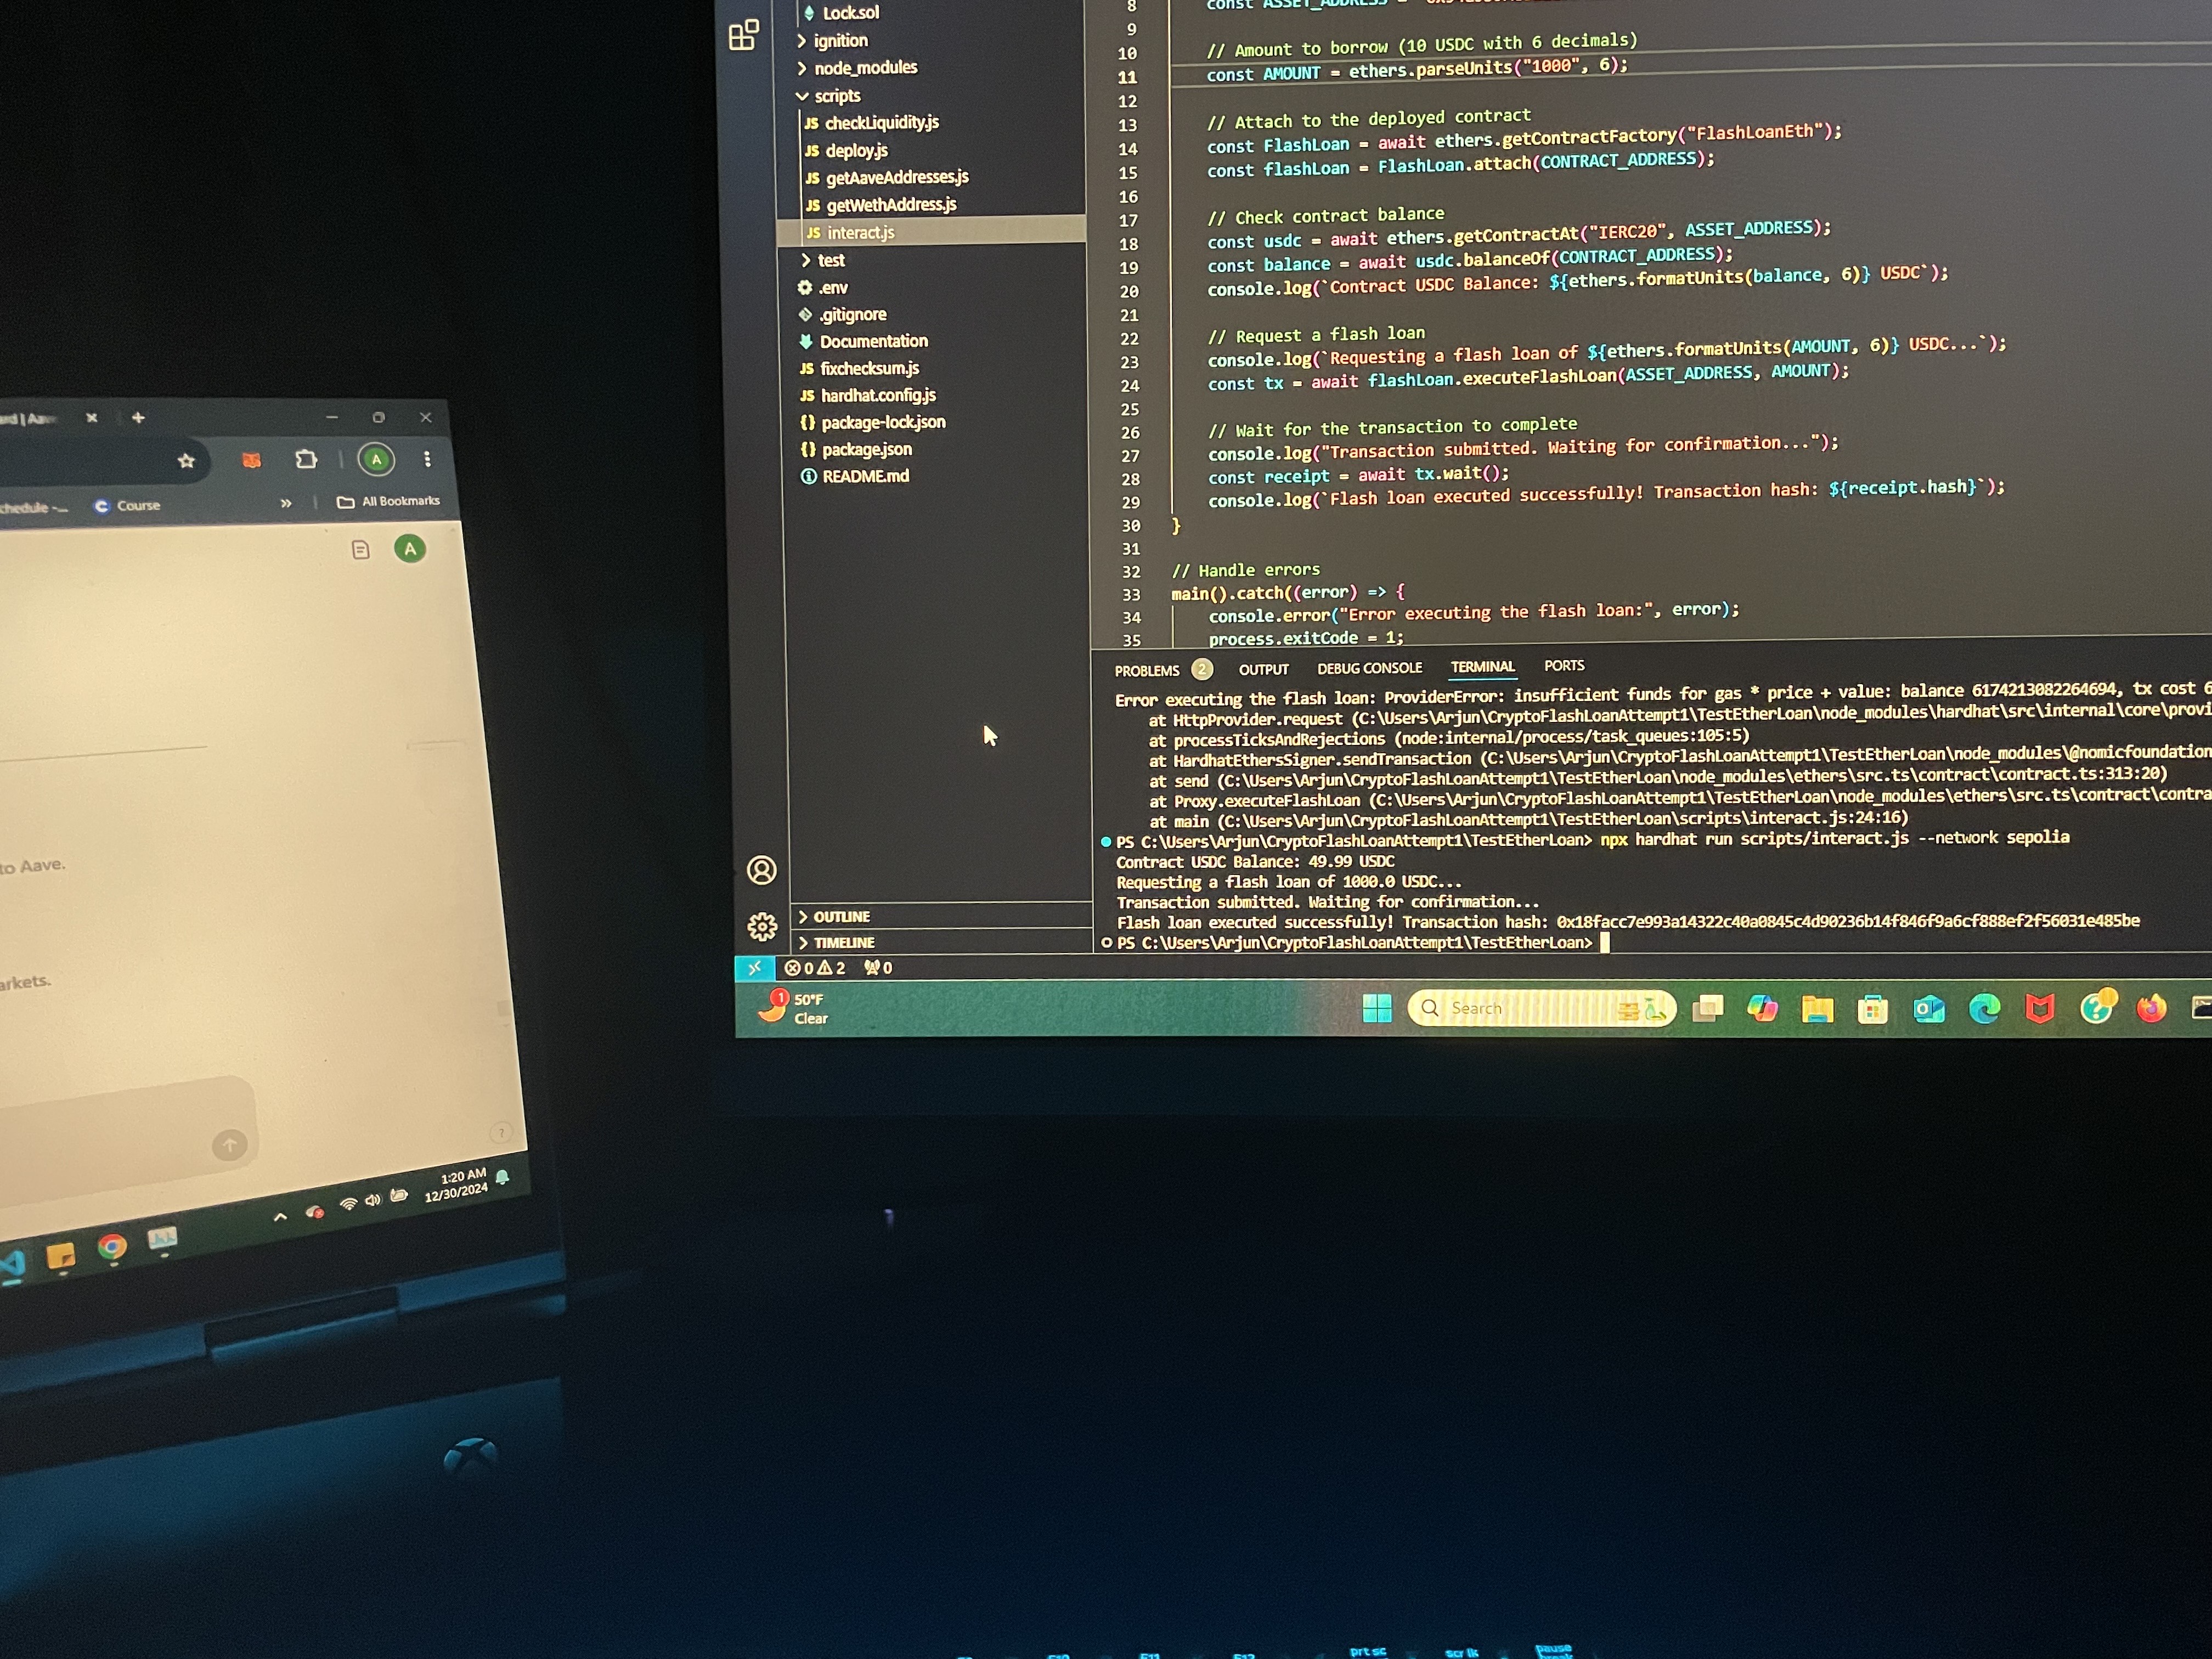 Lock.sol
ignition
node_modules
scripts
JS checkLiquidity.js
JS deploy.js
JS getAaveAddresses.js
JS getWethAddress.js
JS interact.js
test
.env
.gitignore
Documentation
JS fixchecksum.js
JS hardhat.config.js
{} package-lock.json
{} package.json
README.md
OUTLINE
TIMELINE
8 const ASSET_ADDRESS =
9
10 // Amount to borrow (10 USDC with 6 decimals)
11 const AMOUNT = ethers.parseUnits("1000", 6);
12
13 // Attach to the deployed contract
14 const FlashLoan = await ethers.getContractFactory("FlashLoanEth");
15 const flashLoan = FlashLoan.attach(CONTRACT_ADDRESS);
16
17 // Check contract balance
18 const usdc = await ethers.getContractAt("IERC20", ASSET_ADDRESS);
19 const balance = await usdc.balanceOf(CONTRACT_ADDRESS);
20 console.log(`Contract USDC Balance: ${ethers.formatUnits(balance, 6)} USDC`);
21
22 // Request a flash loan
23 console.log(`Requesting a flash loan of ${ethers.formatUnits(AMOUNT, 6)} USDC...`);
24 const tx = await flashLoan.executeFlashLoan(ASSET_ADDRESS, AMOUNT);
25
26 // Wait for the transaction to complete
27 console.log("Transaction submitted. Waiting for confirmation...");
28 const receipt = await tx.wait();
29 console.log(`Flash loan executed successfully! Transaction hash: ${receipt.hash}`);
30 }
31
32 // Handle errors
33 main().catch((error) => {
34 console.error("Error executing the flash loan:", error);
35 process.exitCode = 1;
PROBLEMS 2 OUTPUT DEBUG CONSOLE TERMINAL PORTS
Error executing the flash loan: ProviderError: insufficient funds for gas * price + value: balance 6174213082264694, tx cost 6
at HttpProvider.request (C:\Users\Arjun\CryptoFlashLoanAttempt1\TestEtherLoan\node_modules\hardhat\src\internal\core\provi
at processTicksAndRejections (node:internal/process/task_queues:105:5)
at HardhatEthersSigner.sendTransaction (C:\Users\Arjun\CryptoFlashLoanAttempt1\TestEtherLoan\node_modules\@nomicfoundation
at send (C:\Users\Arjun\CryptoFlashLoanAttempt1\TestEtherLoan\node_modules\ethers\src.ts\contract\contract.ts:313:20)
at Proxy.executeFlashLoan (C:\Users\Arjun\CryptoFlashLoanAttempt1\TestEtherLoan\node_modules\ethers\src.ts\contract\contra
at main (C:\Users\Arjun\CryptoFlashLoanAttempt1\TestEtherLoan\scripts\interact.js:24:16)
PS C:\Users\Arjun\CryptoFlashLoanAttempt1\TestEtherLoan> npx hardhat run scripts/interact.js --network sepolia
Contract USDC Balance: 49.99 USDC
Requesting a flash loan of 1000.0 USDC...
Transaction submitted. Waiting for confirmation...
Flash loan executed successfully! Transaction hash: 0x18facc7e993a14322c40a0845c4d90236b14f846f9a6cf888ef2f56031e485be
PS C:\Users\Arjun\CryptoFlashLoanAttempt1\TestEtherLoan>
0 2 0
1
50°F
Clear
Search
A
Course
All Bookmarks
A
to Aave.
arkets.
?
1:20 AM
12/30/2024
F11
F12
prt sc
scr lk
pause